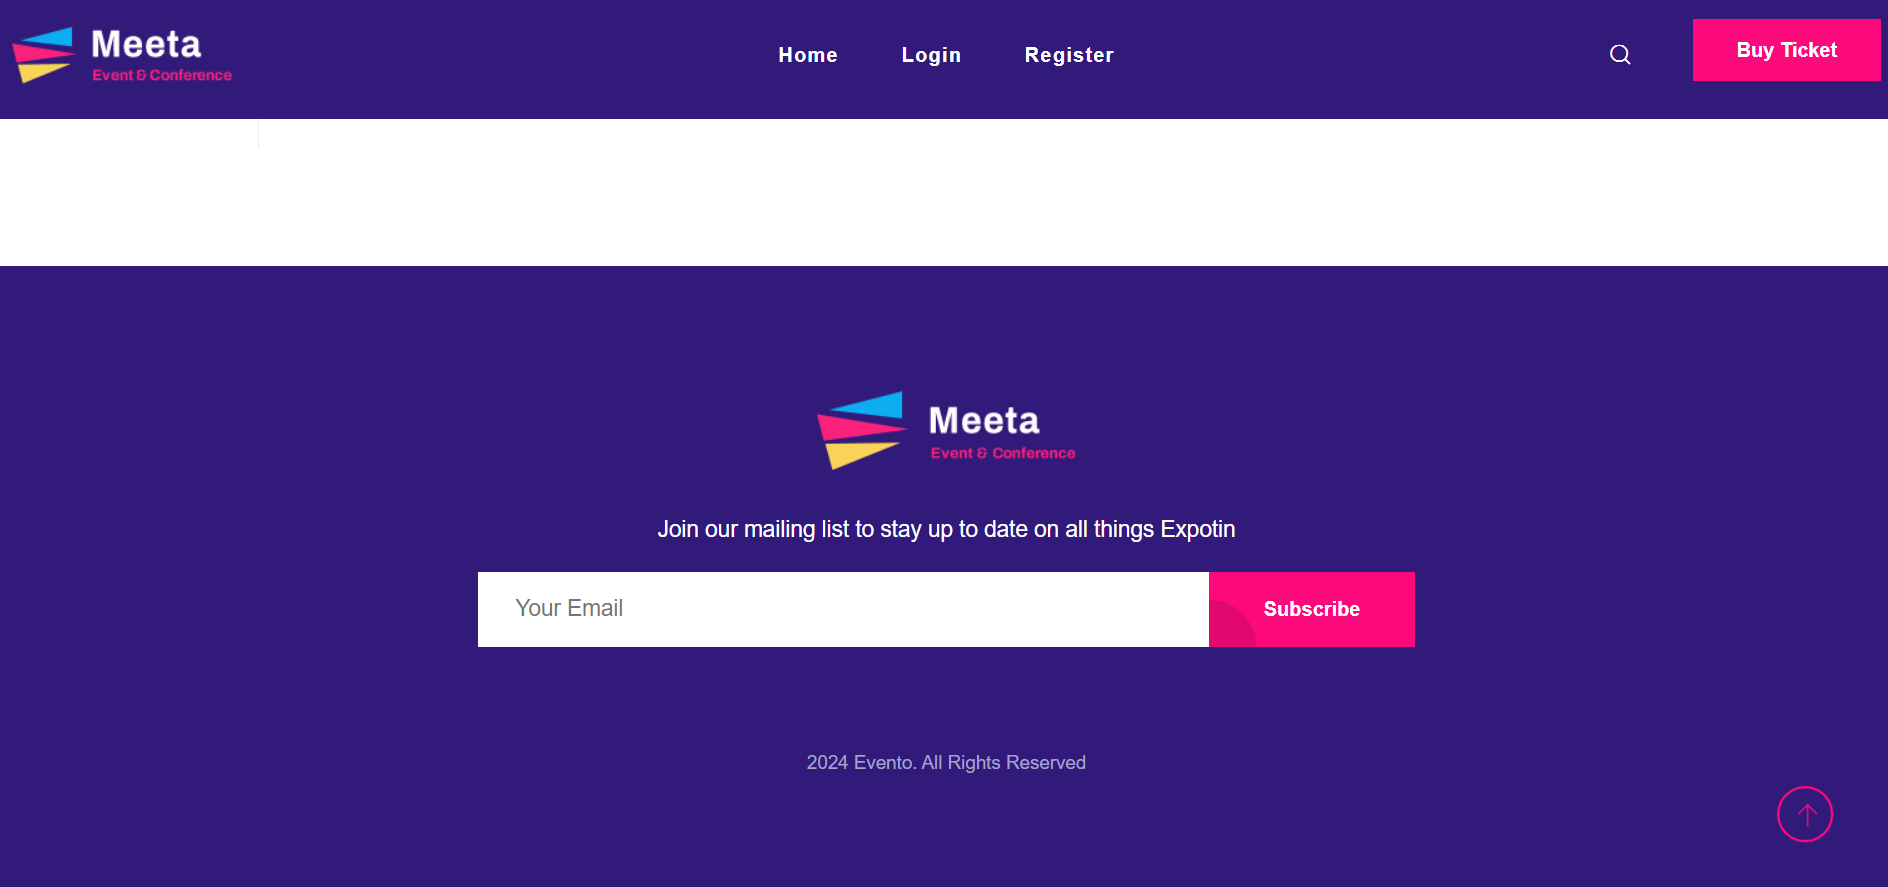 Meeta
Event & Conference
Home Login Register
Buy Ticket
Meeta
Event & Conference
Join our mailing list to stay up to date on all things Expotin
Your Email
Subscribe
2024 Evento. All Rights Reserved